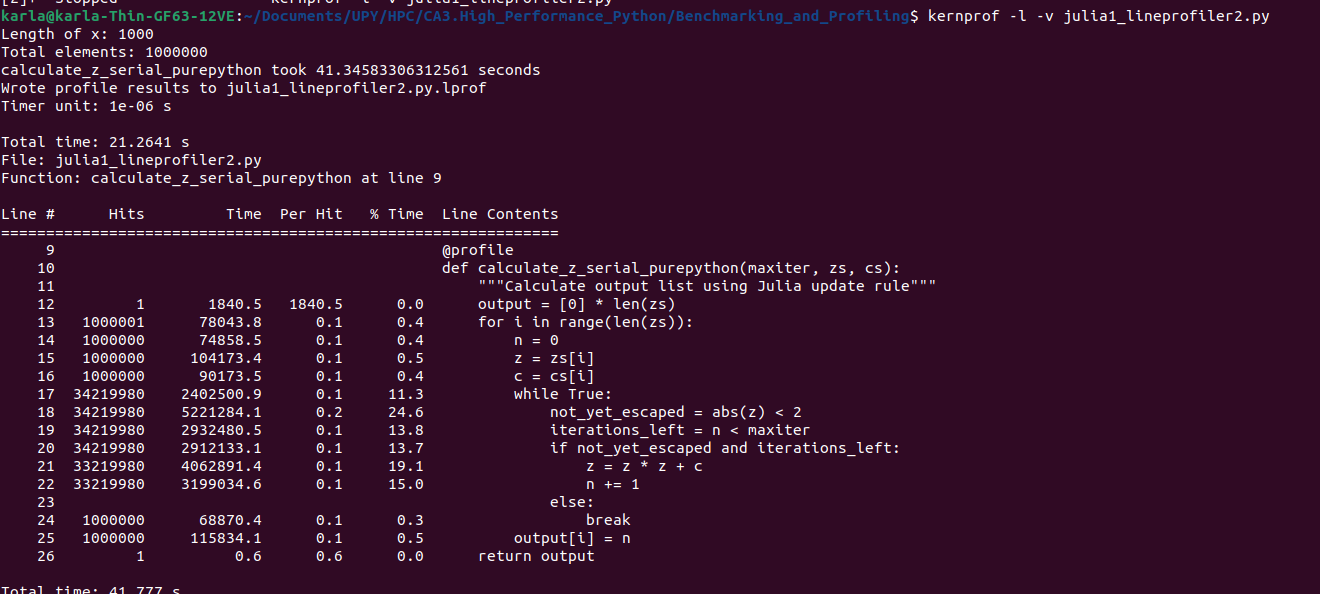 [2]+  Stopped                 kernprof -l -v julia1_lineprofiler2.py
karla@karla-Thin-GF63-12VE:~/Documents/UPY/HPC/CA3.High_Performance_Python/Benchmarking_and_Profiling$ kernprof -l -v julia1_lineprofiler2.py
Length of x: 1000
Total elements: 1000000
calculate_z_serial_purepython took 41.34583306312561 seconds
Wrote profile results to julia1_lineprofiler2.py.lprof
Timer unit: 1e-06 s

Total time: 21.2641 s
File: julia1_lineprofiler2.py
Function: calculate_z_serial_purepython at line 9

Line #      Hits         Time  Per Hit   % Time  Line Contents
==============================================================
     9                                           @profile
    10                                           def calculate_z_serial_purepython(maxiter, zs, cs):
    11                                               """Calculate output list using Julia update rule"""
    12         1       1840.5   1840.5      0.0      output = [0] * len(zs)
    13   1000001      78043.8      0.1      0.4      for i in range(len(zs)):
    14   1000000      74858.5      0.1      0.4          n = 0
    15   1000000     104173.4      0.1      0.5          z = zs[i]
    16   1000000      90173.5      0.1      0.4          c = cs[i]
    17  34219980    2402500.9      0.1     11.3          while True:
    18  34219980    5221284.1      0.2     24.6              not_yet_escaped = abs(z) < 2
    19  34219980    2932480.5      0.1     13.8              iterations_left = n < maxiter
    20  34219980    2912133.1      0.1     13.7              if not_yet_escaped and iterations_left:
    21  33219980    4062891.4      0.1     19.1                  z = z * z + c
    22  33219980    3199034.6      0.1     15.0                  n += 1
    23                                                       else:
    24   1000000      68870.4      0.1      0.3                  break
    25   1000000     115834.1      0.1      0.5          output[i] = n
    26         1          0.6      0.6      0.0      return output

Total time: 41.777 s